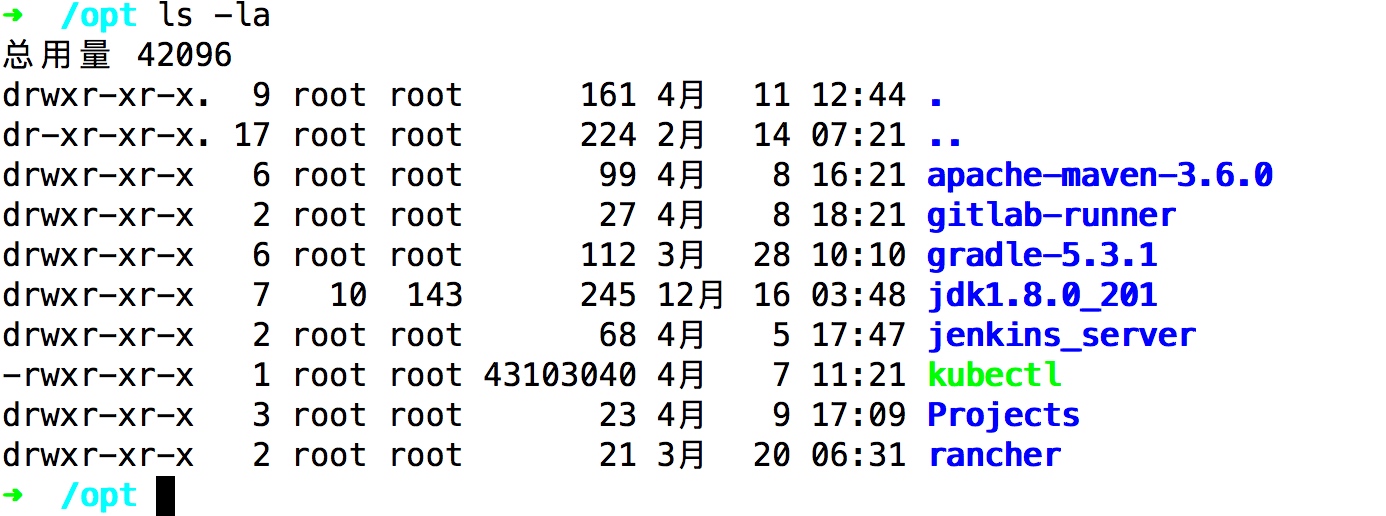 ➜  /opt ls -la
总用量 42096
drwxr-xr-x.  9 root root      161 4月  11 12:44 .
dr-xr-xr-x. 17 root root      224 2月  14 07:21 ..
drwxr-xr-x   6 root root       99 4月   8 16:21 apache-maven-3.6.0
drwxr-xr-x   2 root root       27 4月   8 18:21 gitlab-runner
drwxr-xr-x   6 root root      112 3月  28 10:10 gradle-5.3.1
drwxr-xr-x   7   10  143      245 12月 16 03:48 jdk1.8.0_201
drwxr-xr-x   2 root root       68 4月   5 17:47 jenkins_server
-rwxr-xr-x   1 root root 43103040 4月   7 11:21 kubectl
drwxr-xr-x   3 root root       23 4月   9 17:09 Projects
drwxr-xr-x   2 root root       21 3月  20 06:31 rancher
➜  /opt